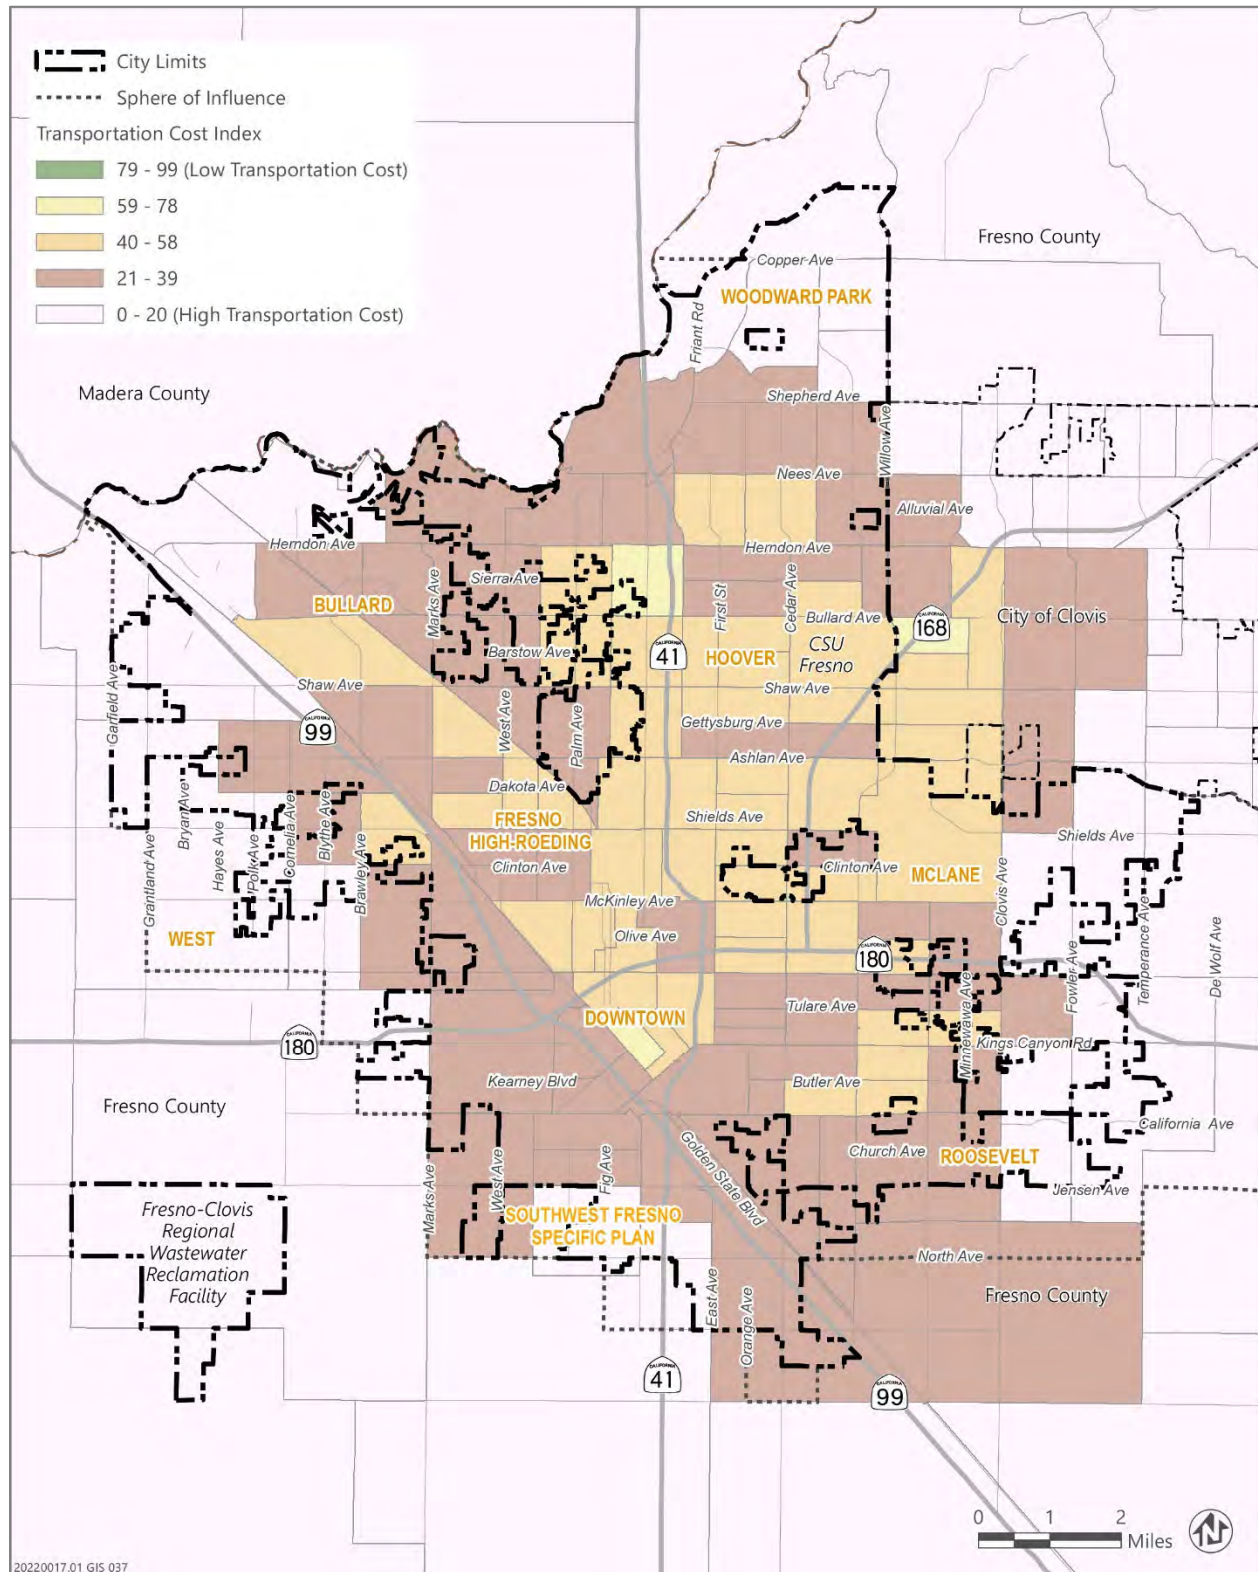 City Limits
Sphere of Influence
Transportation Cost Index
79 - 99 (Low Transportation Cost)
59 - 78
40 - 58
21 - 39
0 - 20 (High Transportation Cost)
Fresno County
Copper Ave
WOODWARD PARK
Friant Rd
Madera County
Shepherd Ave
Willow Ave
Nees Ave
Alluvial Ave
Herndon Ave
Herndon Ave
Sierra Ave
Marks Ave
First St
Cedar Ave
BULLARD
Bullard Ave
CALIFORNIA
168
City of Clovis
Barstow Ave
CALIFORNIA
41
HOOVER
CSU
Fresno
Shaw Ave
Shaw Ave
Garfield Ave
West Ave
Palm Ave
Gettysburg Ave
CALIFORNIA
99
Ashlan Ave
Dakota Ave
Bryan Ave
Cornelia Ave
Blythe Ave
FRESNO
HIGH-ROEDING
Shields Ave
Shields Ave
Grantland Ave
Hayes Ave
Polk Ave
Brawley Ave
Clinton Ave
Clinton Ave
MCLANE
Clovis Ave
McKinley Ave
WEST
Olive Ave
CALIFORNIA
180
Fowler Ave
Temperance Ave
De Wolf Ave
Minnewawa Ave
DOWNTOWN
Tulare Ave
CALIFORNIA
180
Kings Canyon Rd
Kearney Blvd
Butler Ave
Fresno County
California Ave
Golden State Blvd
Church Ave
ROOSEVELT
Marks Ave
West Ave
Fig Ave
Jensen Ave
Fresno-Clovis
Regional
Wastewater
Reclamation
Facility
SOUTHWEST FRESNO
SPECIFIC PLAN
North Ave
East Ave
Orange Ave
Fresno County
CALIFORNIA
41
CALIFORNIA
99
0 1 2
Miles
N
20220017.01 GIS 037